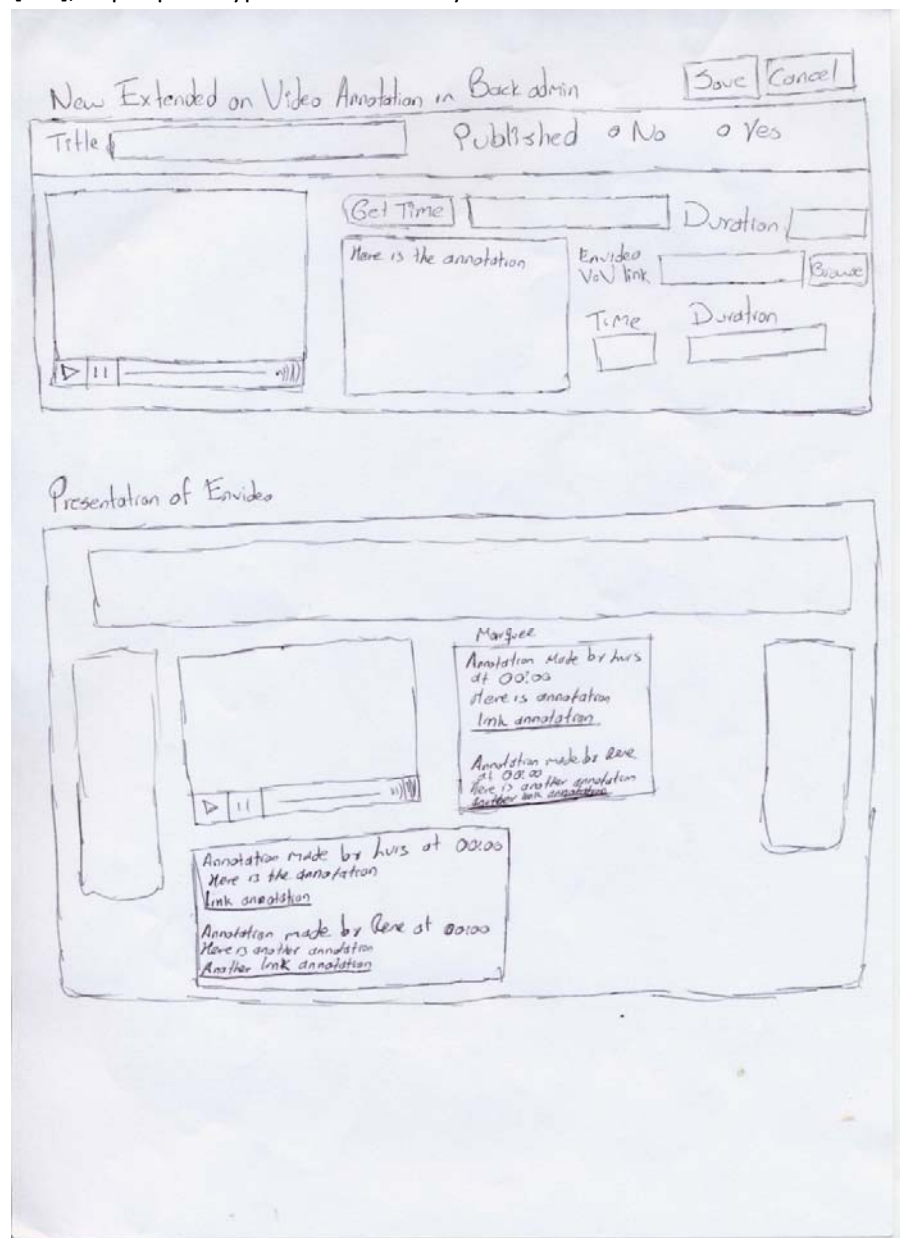 New Extended on Video Annotation in Back admin
Save Cancel
Title Published No Yes
Get Time Duration
Here is the annotation
Envideo
VoV link Browse
Time Duration
Presentation of Envideo
Marquee
Annotation Made by Luis
at 00:00
Here is annotation
link annotation
Annotation made by Rene
at 00:00
Here is another annotation
Another link annotation
Annotation made by Luis at 00:00
Here is the annotation
link annotation
Annotation made by Rene at 00:00
Here is another annotation
Another link annotation